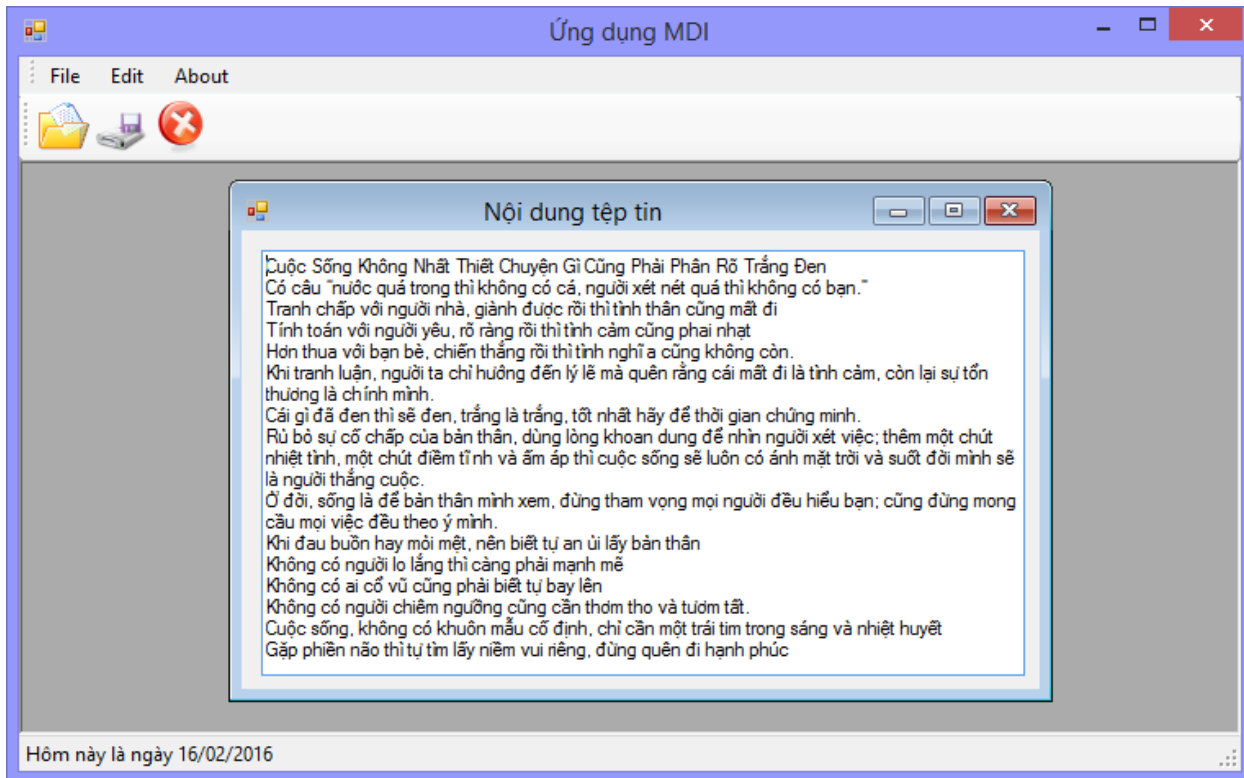 Ứng dụng MDI
File Edit About
Nội dung tệp tin
Cuộc Sống Không Nhất Thiết Chuyện Gì Cũng Phải Phân Rõ Trắng Đen
Có câu "nước quá trong thì không có cá, người xét nét quá thì không có bạn."
Tranh chấp với người nhà, giành được rồi thì tình thân cũng mất đi
Tính toán với người yêu, rõ ràng rồi thì tình cảm cũng phai nhạt
Hơn thua với bạn bè, chiến thắng rồi thì tình nghĩa cũng không còn.
Khi tranh luận, người ta chỉ hướng đến lý lẽ mà quên rằng cái mất đi là tình cảm, còn lại sự tổn
thương là chính mình.
Cái gì đã đen thì sẽ đen, trắng là trắng, tốt nhất hãy để thời gian chứng minh.
Rủ bỏ sự cố chấp của bản thân, dùng lòng khoan dung để nhìn người xét việc; thêm một chút
nhiệt tình, một chút điềm tĩnh và ấm áp thì cuộc sống sẽ luôn có ánh mặt trời và suốt đời mình sẽ
là người thắng cuộc.
Ở đời, sống là để bản thân mình xem, đừng tham vọng mọi người đều hiểu bạn; cũng đừng mong
cầu mọi việc đều theo ý mình.
Khi đau buồn hay mỏi mệt, nên biết tự an ủi lấy bản thân
Không có người lo lắng thì càng phải mạnh mẽ
Không có ai cổ vũ cũng phải biết tự bay lên
Không có người chiêm ngưỡng cũng cần thơm tho và tươm tất.
Cuộc sống, không có khuôn mẫu cố định, chỉ cần một trái tim trong sáng và nhiệt huyết
Gặp phiền não thì tự tìm lấy niềm vui riêng, đừng quên đi hạnh phúc
Hôm này là ngày 16/02/2016